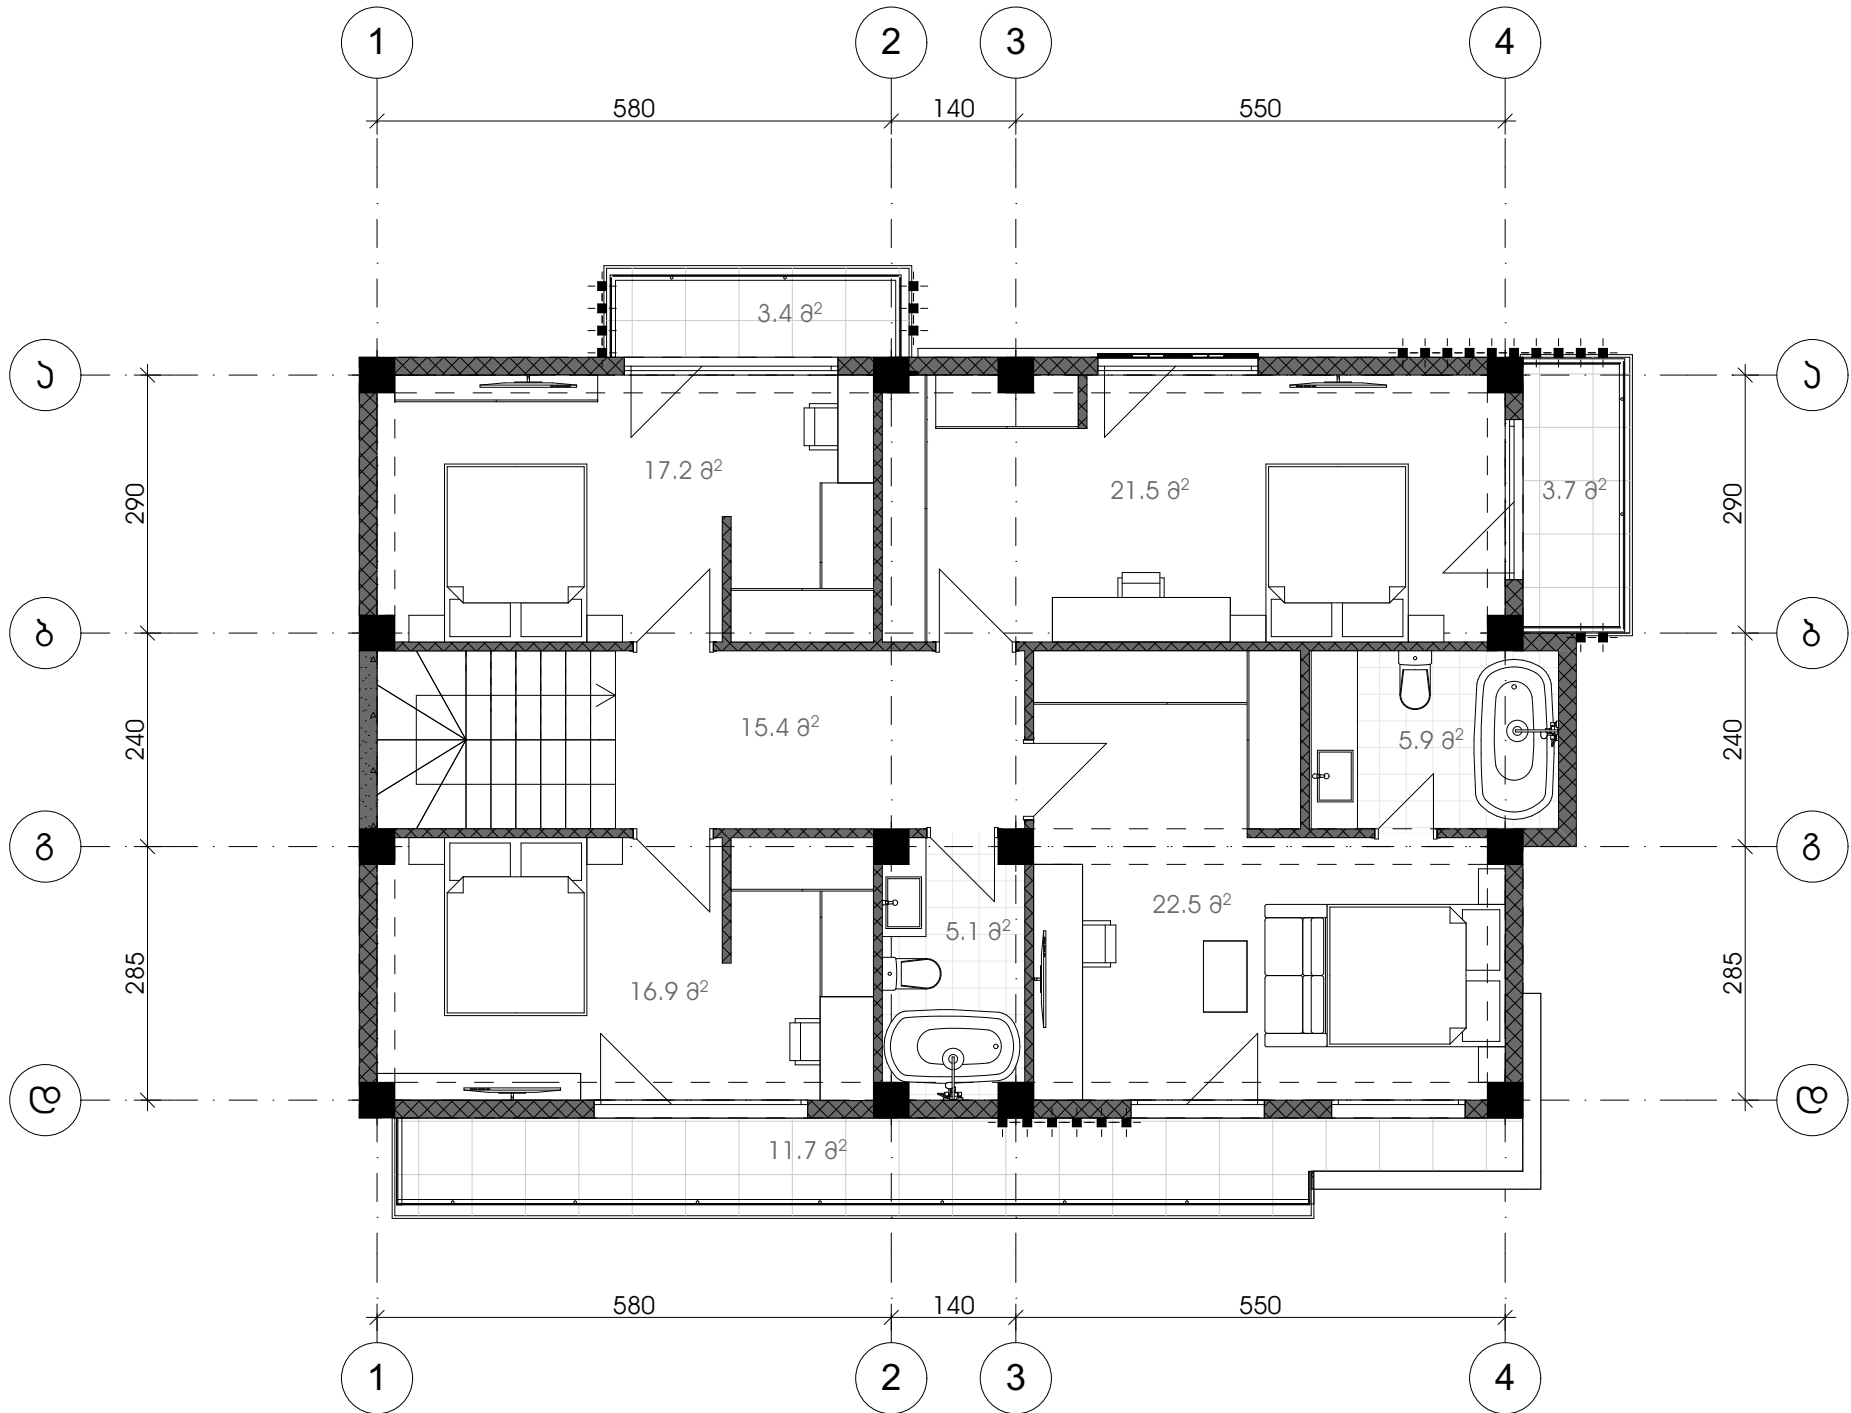 1 2 3 4
580 140 550
3.4 მ²
ა ა
17.2 მ²
21.5 მ² 3.7 მ²
290 290
ბ ბ
15.4 მ²
5.9 მ²
240 240
გ გ
22.5 მ²
5.1 მ²
285 285
16.9 მ²
დ დ
11.7 მ²
580 140 550
1 2 3 4